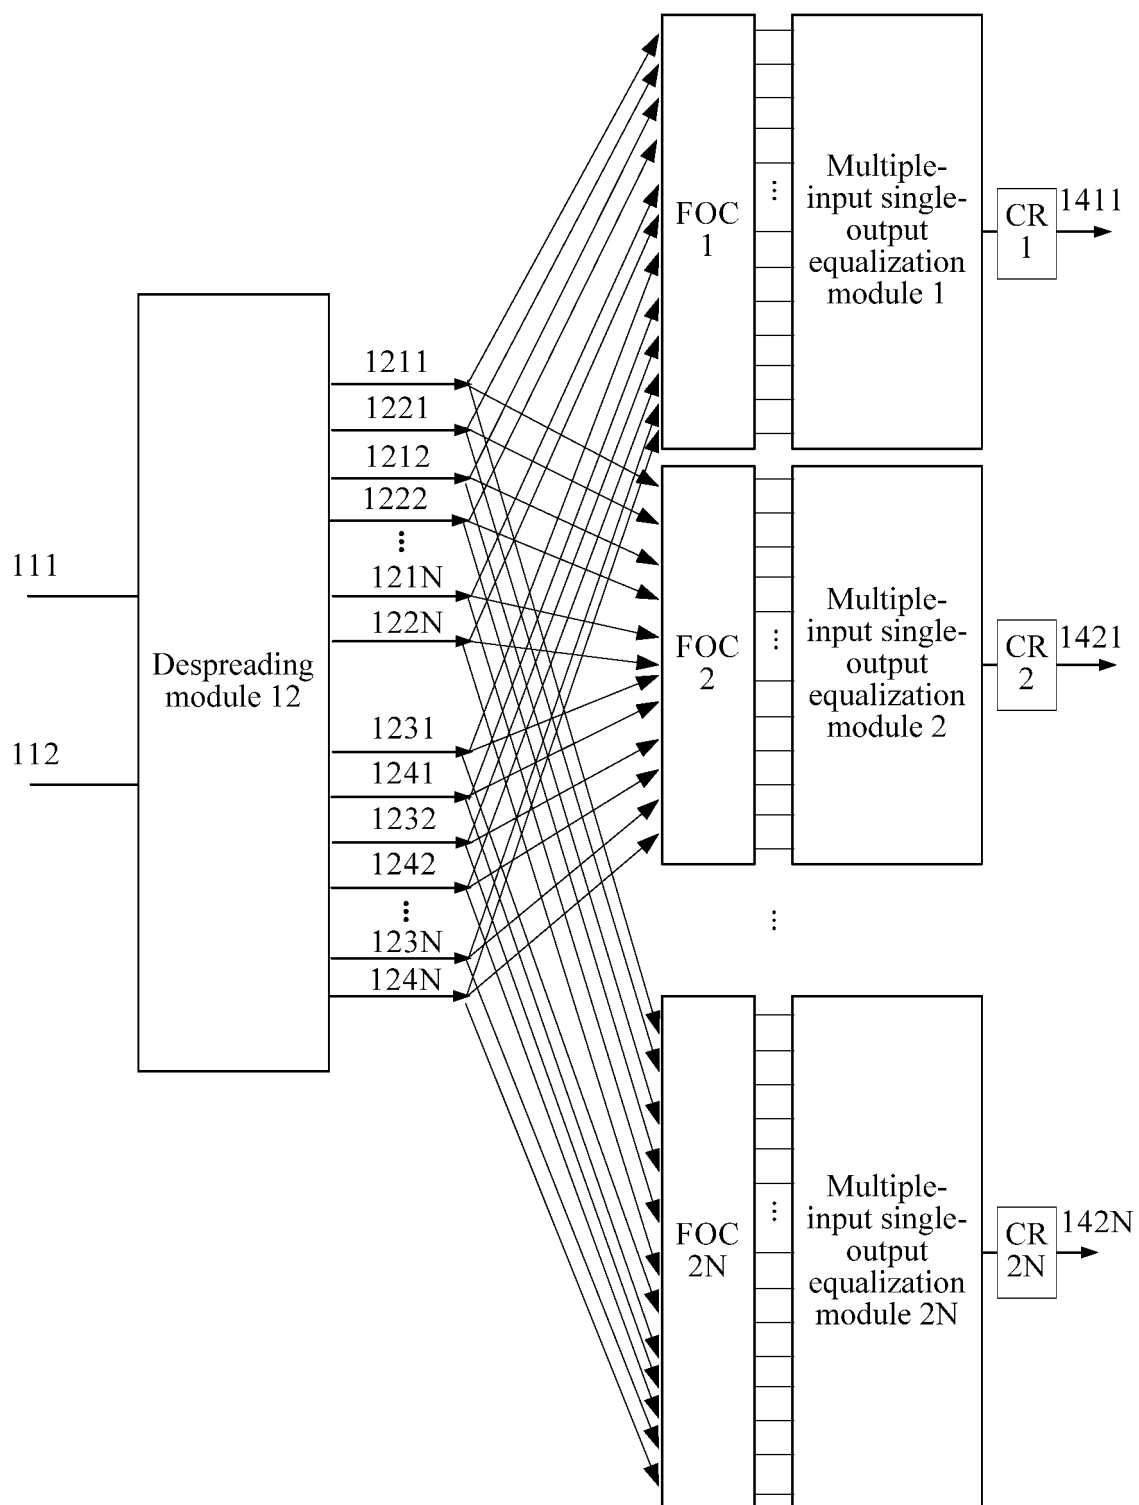 111
112
Despreading
module 12
1211
1221
1212
1222
⋮
121N
122N
1231
1241
1232
1242
⋮
123N
124N
FOC
1
⋮
Multiple-
input single-
output
equalization
module 1
CR
1
1411
FOC
2
⋮
Multiple-
input single-
output
equalization
module 2
CR
2
1421
⋮
FOC
2N
⋮
Multiple-
input single-
output
equalization
module 2N
CR
2N
142N